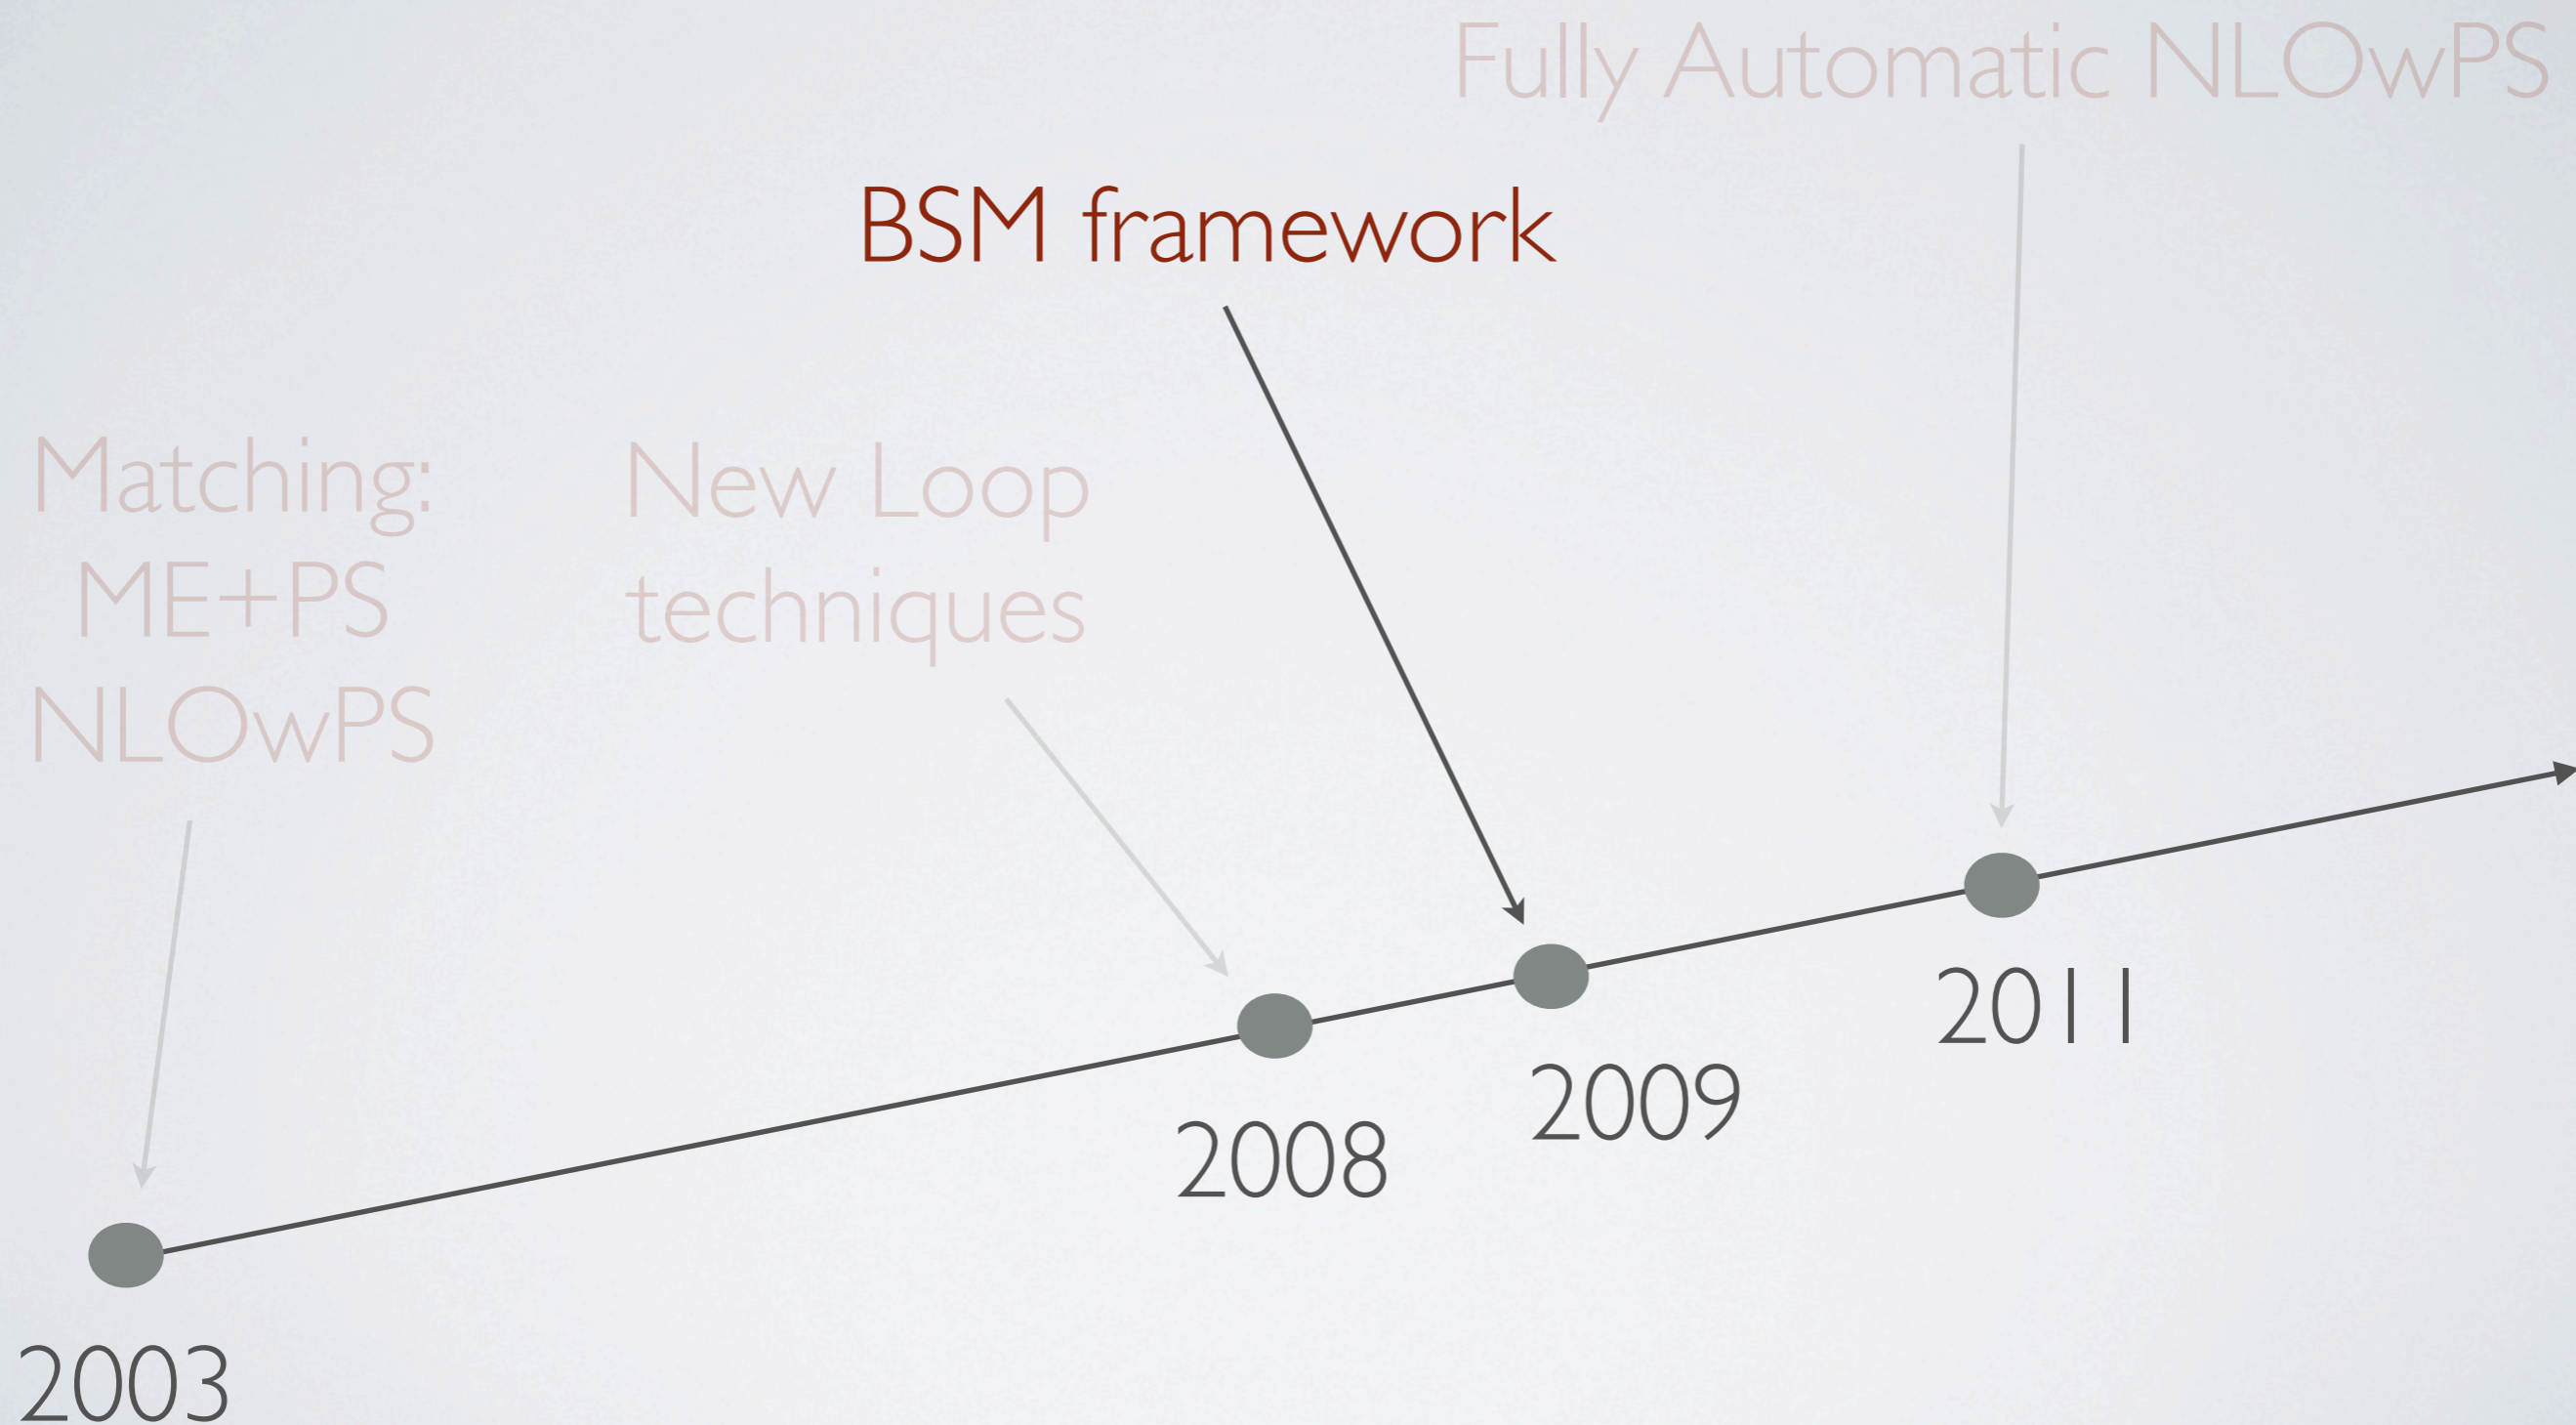 Fully Automatic NLOwPS
BSM framework
Matching:
ME+PS
NLOwPS
New Loop
techniques
2011
2009
2008
2003